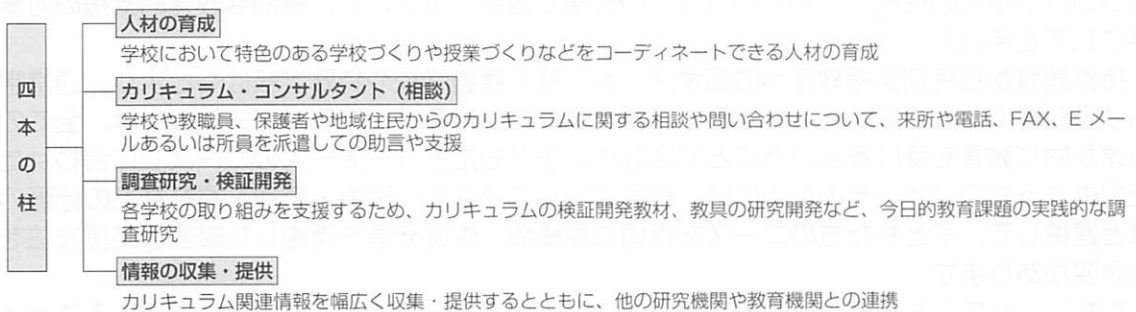 四本の柱
人材の育成
学校において特色のある学校づくりや授業づくりなどをコーディネートできる人材の育成
カリキュラム・コンサルタント（相談）
学校や教職員、保護者や地域住民からのカリキュラムに関する相談や問い合わせについて、来所や電話、FAX、E メー
ルあるいは所員を派遣しての助言や支援
調査研究・検証開発
各学校の取り組みを支援するため、カリキュラムの検証開発教材、教具の研究開発など、今日的教育課題の実践的な調
査研究
情報の収集・提供
カリキュラム関連情報を幅広く収集・提供するとともに、他の研究機関や教育機関との連携